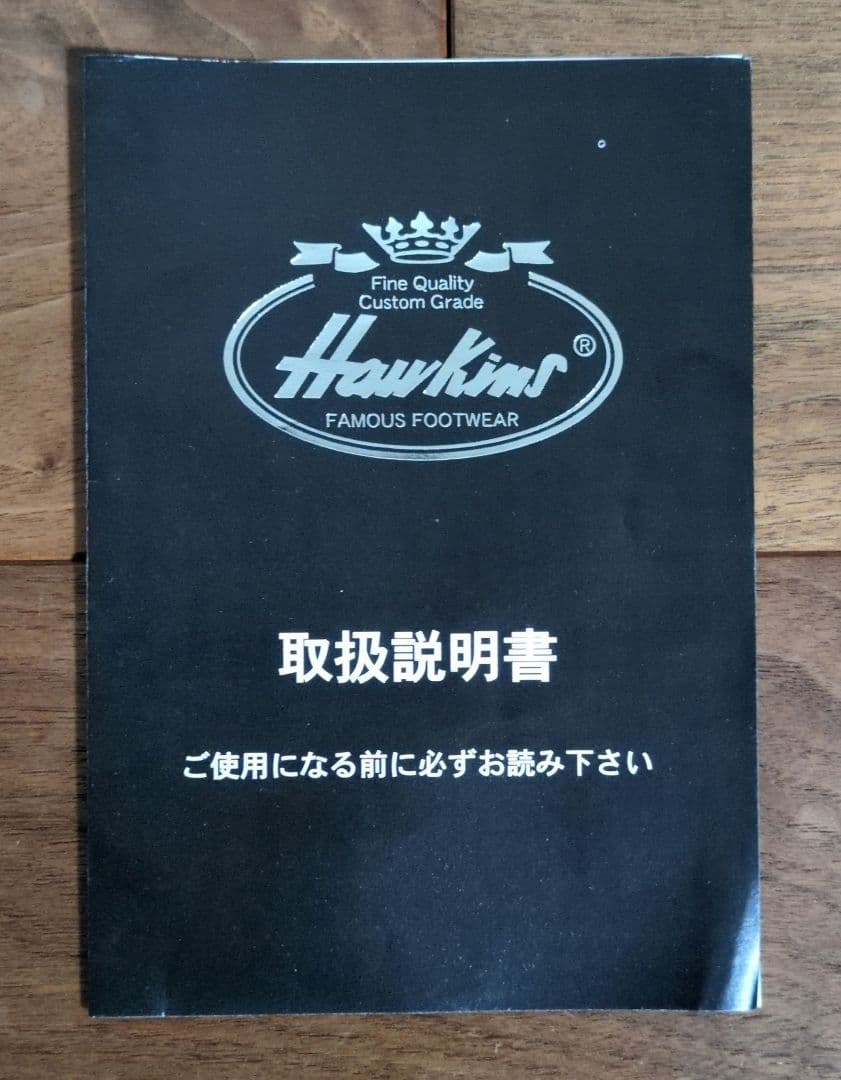 Fine Quality
Custom Grade
Hawkins®
FAMOUS FOOTWEAR
取扱説明書
ご使用になる前に必ずお読み下さい